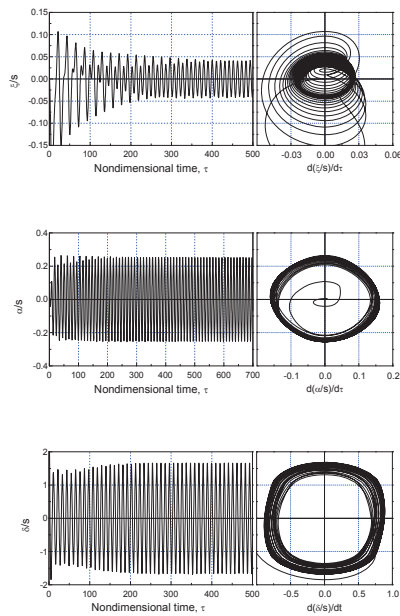 0.10
0.05
0.00
-0.05
-0.10
-0.15
ξ/s
0 100 200 300 400 500
Nondimensional time, τ
-0.03 0.00 0.03 0.06
d(ξ/s)/dτ
0.4
0.2
0.0
-0.2
-0.4
α/s
0 100 200 300 400 500 600 700
Nondimensional time, τ
-0.1 0.0 0.1 0.2
d(α/s)/dτ
2
1
0
-1
-2
δ/s
0 100 200 300 400 500
Nondimensional time, τ
-0.5 0.0 0.5 1.0
d(δ/s)/dt